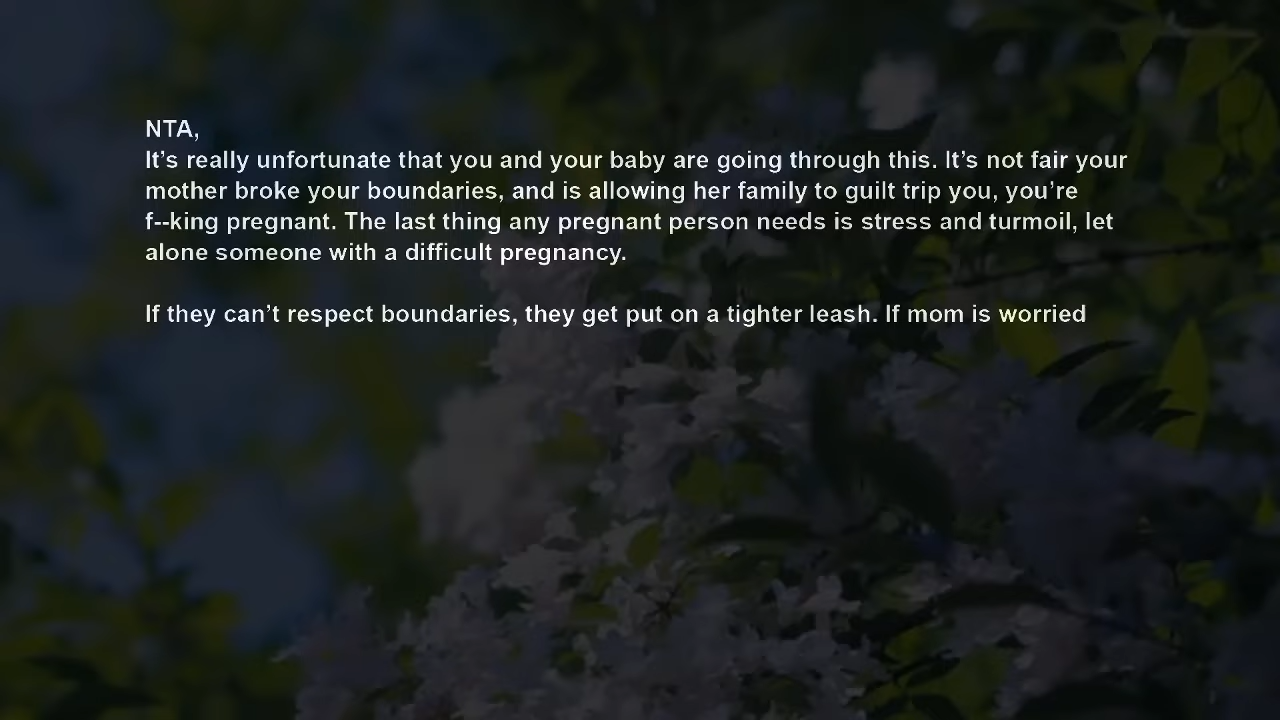 NTA,
It’s really unfortunate that you and your baby are going through this. It’s not fair your
mother broke your boundaries, and is allowing her family to guilt trip you, you’re
f--king pregnant. The last thing any pregnant person needs is stress and turmoil, let
alone someone with a difficult pregnancy.
If they can’t respect boundaries, they get put on a tighter leash. If mom is worried